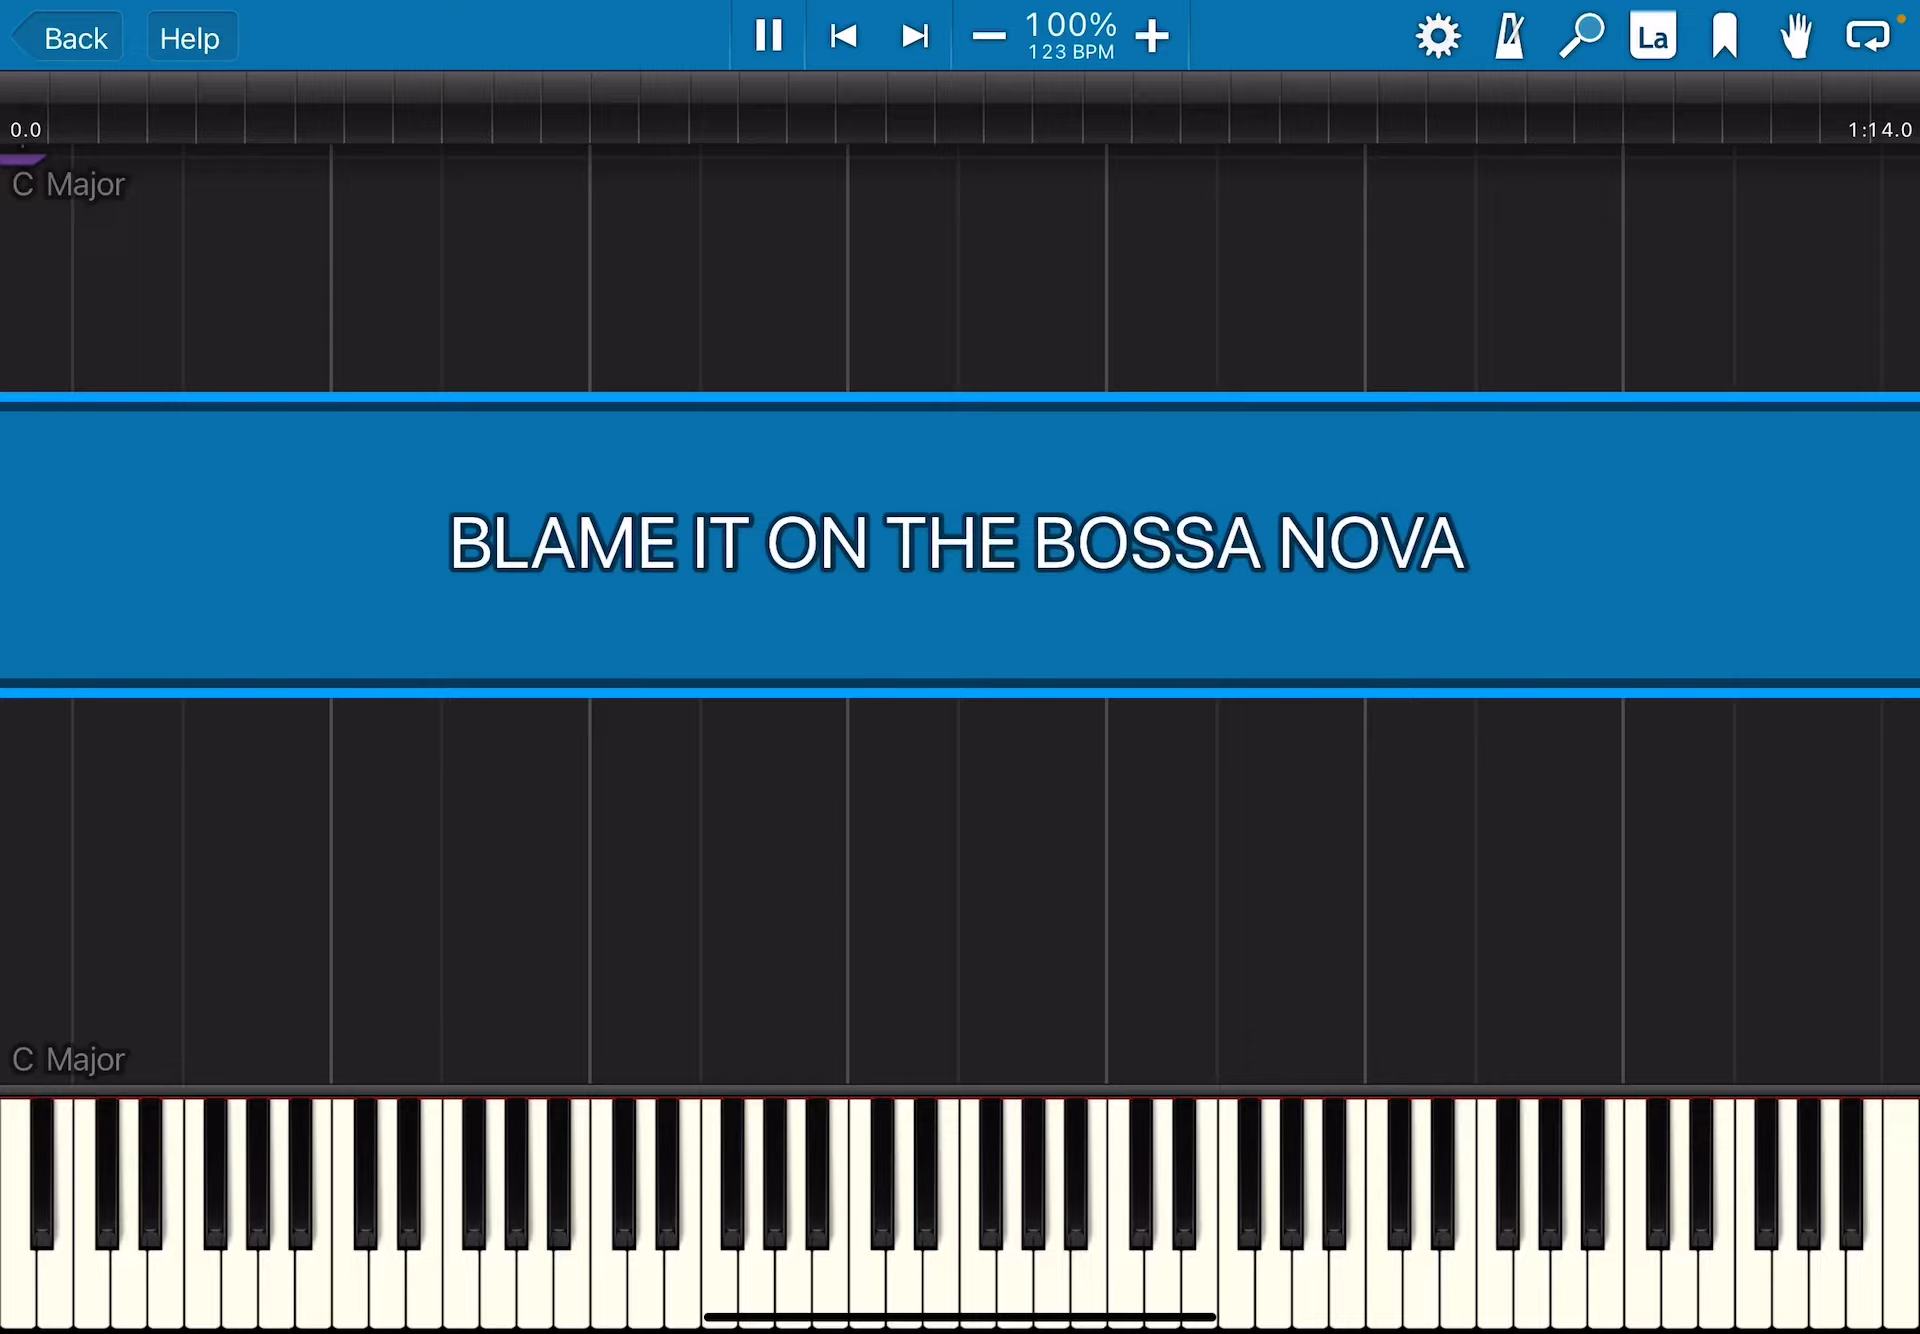 Back Help 100% La
123 BPM
0.0 1:14.0
C Major
BLAME IT ON THE BOSSA NOVA
C Major